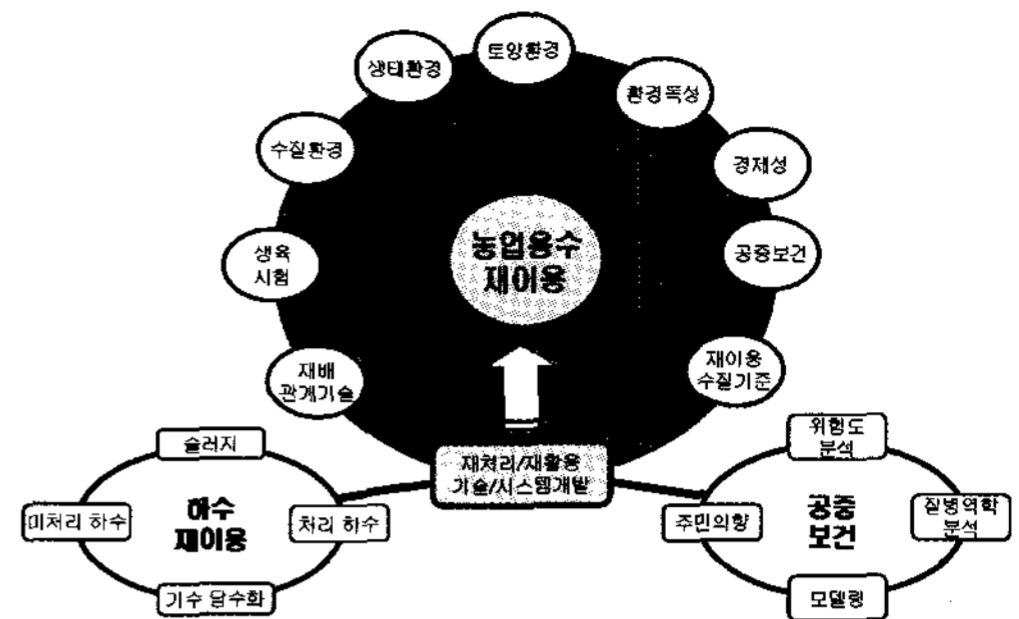 토양환경
생태환경
환경독성
수질환경
경제성
농업용수
재이용
생육
시험
공중보건
재배
관계기술
재이용
수질기준
재처리/재활용
기술/시스템개발
슬러지
미처리 하수
하수
재이용
처리 하수
기수 담수화
위험도
분석
주민의향
공중
보건
질병역학
분석
모델링